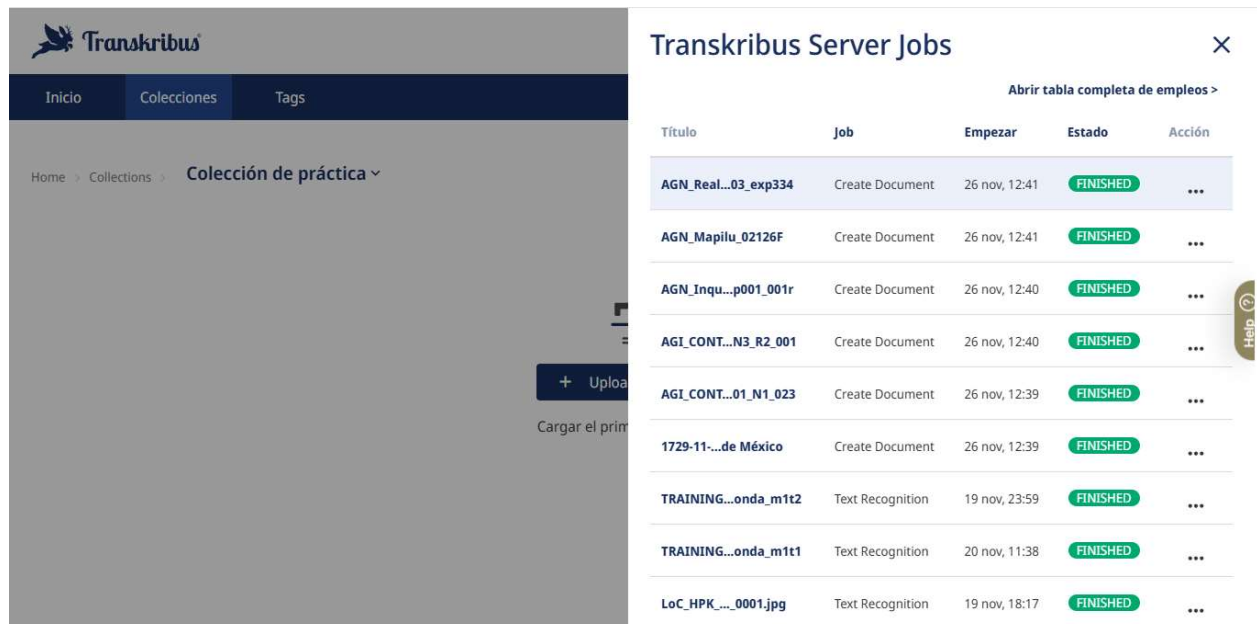 Transkribus
Inicio Colecciones Tags
Home > Collections > Colección de práctica
+ Uploa
Cargar el prim
Transkribus Server Jobs
Abrir tabla completa de empleos >
Título Job Empezar Estado Acción
AGN_Real...03_exp334 Create Document 26 nov, 12:41 FINISHED ...
AGN_Mapilu_02126F Create Document 26 nov, 12:41 FINISHED ...
AGN_Inqu...p001_001r Create Document 26 nov, 12:40 FINISHED ...
AGI_CONT...N3_R2_001 Create Document 26 nov, 12:40 FINISHED ...
AGI_CONT...01_N1_023 Create Document 26 nov, 12:39 FINISHED ...
1729-11-...de México Create Document 26 nov, 12:39 FINISHED ...
TRAINING...onda_m1t2 Text Recognition 19 nov, 23:59 FINISHED ...
TRAINING...onda_m1t1 Text Recognition 20 nov, 11:38 FINISHED ...
LoC_HPK_..._0001.jpg Text Recognition 19 nov, 18:17 FINISHED ...
Help ?